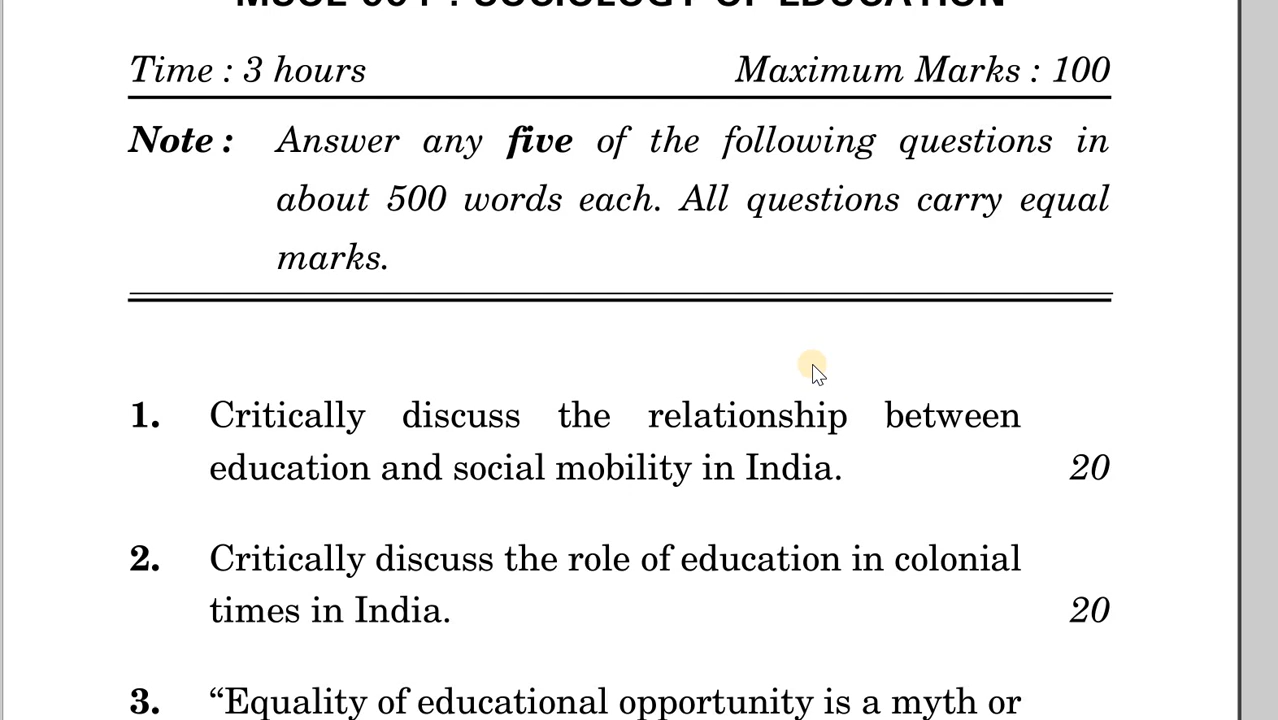 SOCIOLOGY OF EDUCATION
Time : 3 hours Maximum Marks : 100
Note : Answer any five of the following questions in
about 500 words each. All questions carry equal
marks.
1. Critically discuss the relationship between
education and social mobility in India. 20
2. Critically discuss the role of education in colonial
times in India. 20
3. “Equality of educational opportunity is a myth or